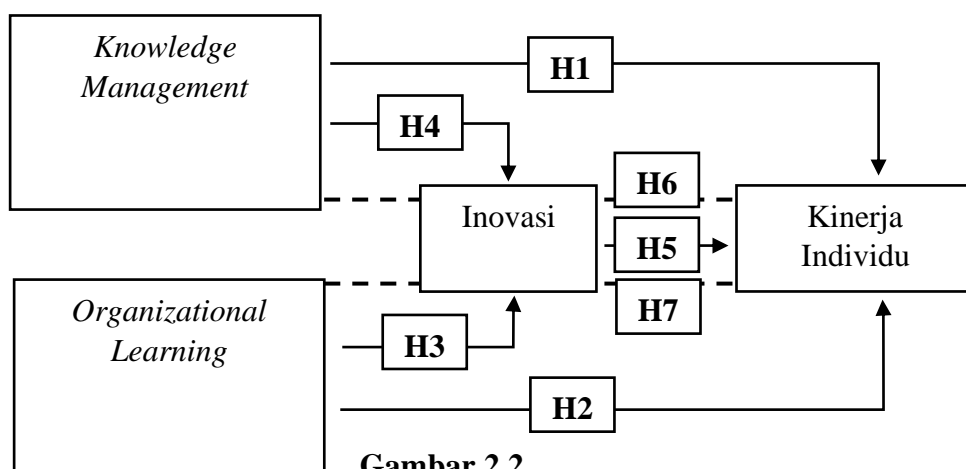 Knowledge
Management
H1
H4
H6
Inovasi
H5
Kinerja
Individu
H7
Organizational
Learning
H3
H2
Gambar 2.2